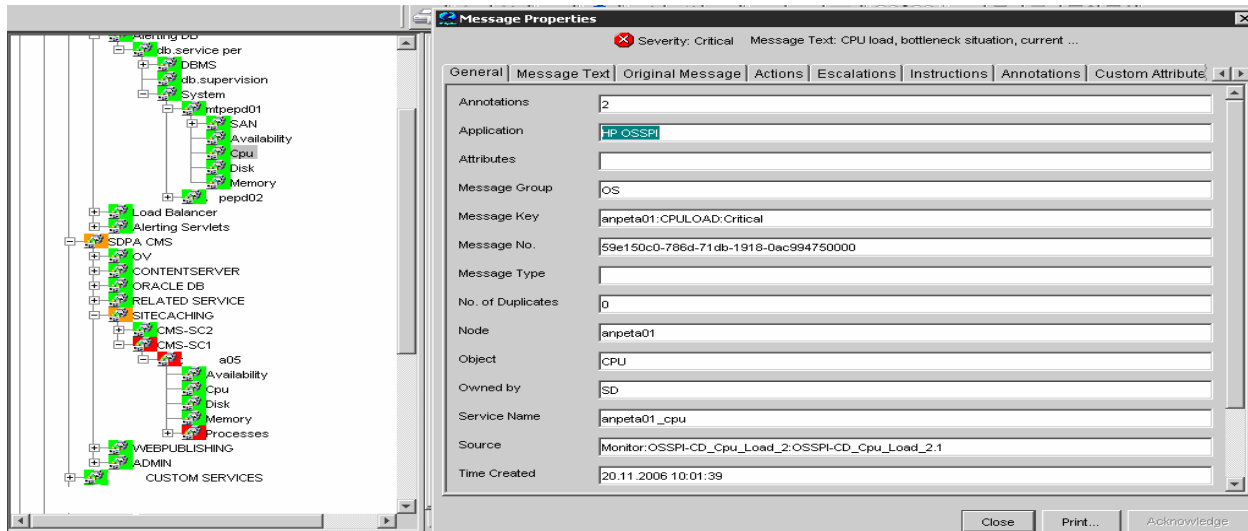 Alerting DB
db.service per
DBMS
db.supervision
System
mtpepd01
SAN
Availability
Cpu
Disk
Memory
pepd02
Load Balancer
Alerting Servlets
SDPA CMS
OV
CONTENTSERVER
ORACLE DB
RELATED SERVICE
SITECACHING
CMS-SC2
CMS-SC1
a05
Availability
Cpu
Disk
Memory
Processes
WEBPUBLISHING
ADMIN
CUSTOM SERVICES
Message Properties
Severity: Critical Message Text: CPU load, bottleneck situation, current ...
General Message Text Original Message Actions Escalations Instructions Annotations Custom Attribute
Annotations 2
Application HP OSSPI
Attributes
Message Group OS
Message Key anpeta01:CPULOAD:Critical
Message No. 59e150c0-786d-71db-1918-0ac994750000
Message Type
No. of Duplicates 0
Node anpeta01
Object CPU
Owned by SD
Service Name anpeta01_cpu
Source Monitor:OSSPI-CD_Cpu_Load_2:OSSPI-CD_Cpu_Load_2.1
Time Created 20.11.2006 10:01:39
Close Print... Acknowledge